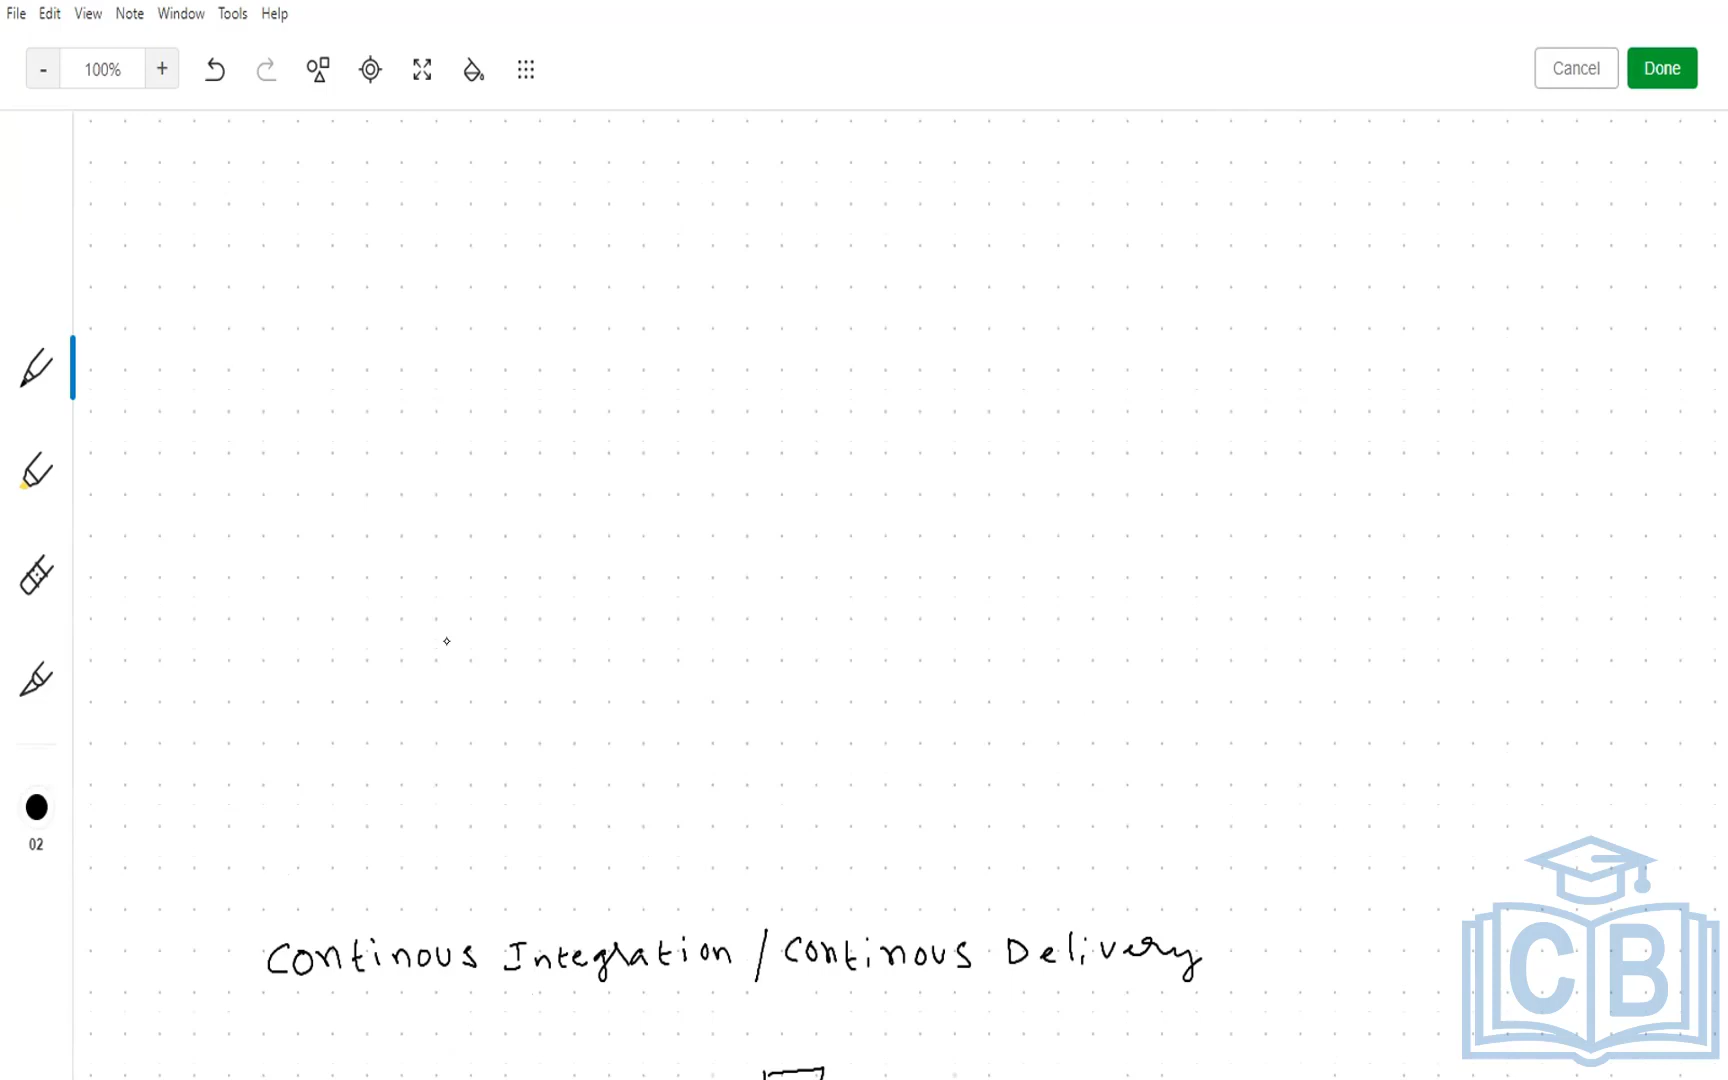 File Edit View Note Window Tools Help
- 100% + Cancel Done
02
Continous Integration / Continous Delivery
CB